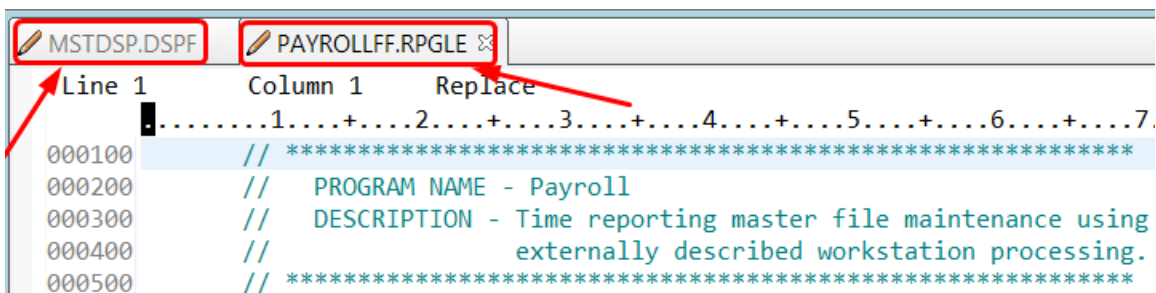 MSTDSP.DSPF PAYROLLFF.RPGLE
Line 1 Column 1 Replace
.........1....+....2....+....3....+....4....+....5....+....6....+....7.
000100 // ***********************************************************
000200 // PROGRAM NAME - Payroll
000300 // DESCRIPTION - Time reporting master file maintenance using
000400 // externally described workstation processing.
000500 // ***********************************************************